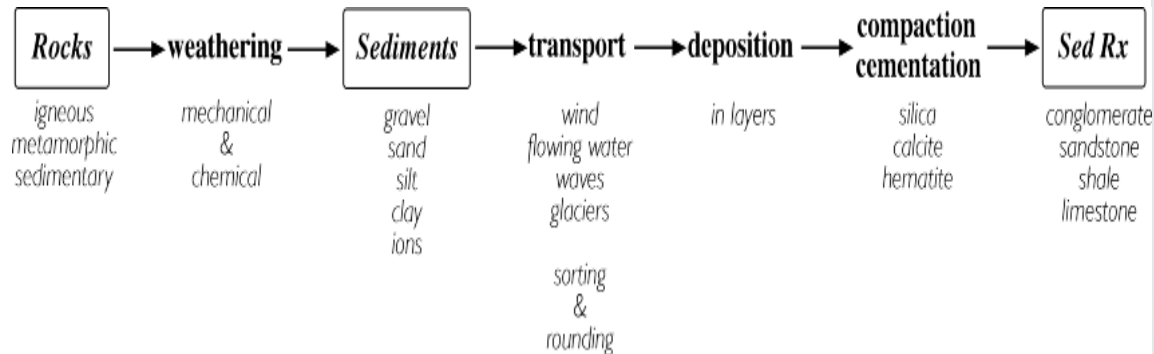 Rocks
weathering
Sediments
transport
deposition
compaction
cementation
Sed Rx
igneous
metamorphic
sedimentary
mechanical
&
chemical
gravel
sand
silt
clay
ions
wind
flowing water
waves
glaciers
sorting
&
rounding
in layers
silica
calcite
hematite
conglomerate
sandstone
shale
limestone